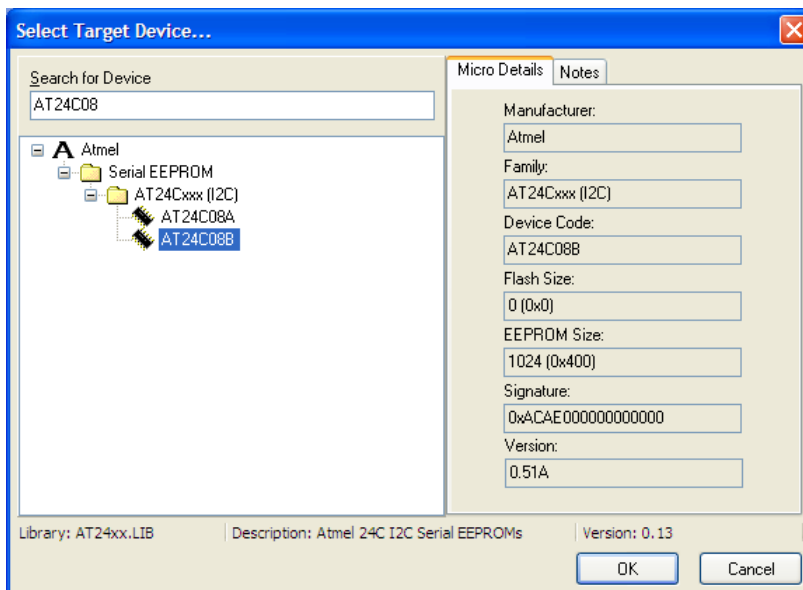 Select Target Device...
Search for Device
AT24C08
Atmel
Serial EEPROM
AT24Cxxx (I2C)
AT24C08A
AT24C08B
Micro Details
Notes
Manufacturer:
Atmel
Family:
AT24Cxxx (I2C)
Device Code:
AT24C08B
Flash Size:
0 (0x0)
EEPROM Size:
1024 (0x400)
Signature:
0xACAE000000000000
Version:
0.51A
Library: AT24xx.LIB
Description: Atmel 24C I2C Serial EEPROMs
Version: 0.13
OK
Cancel